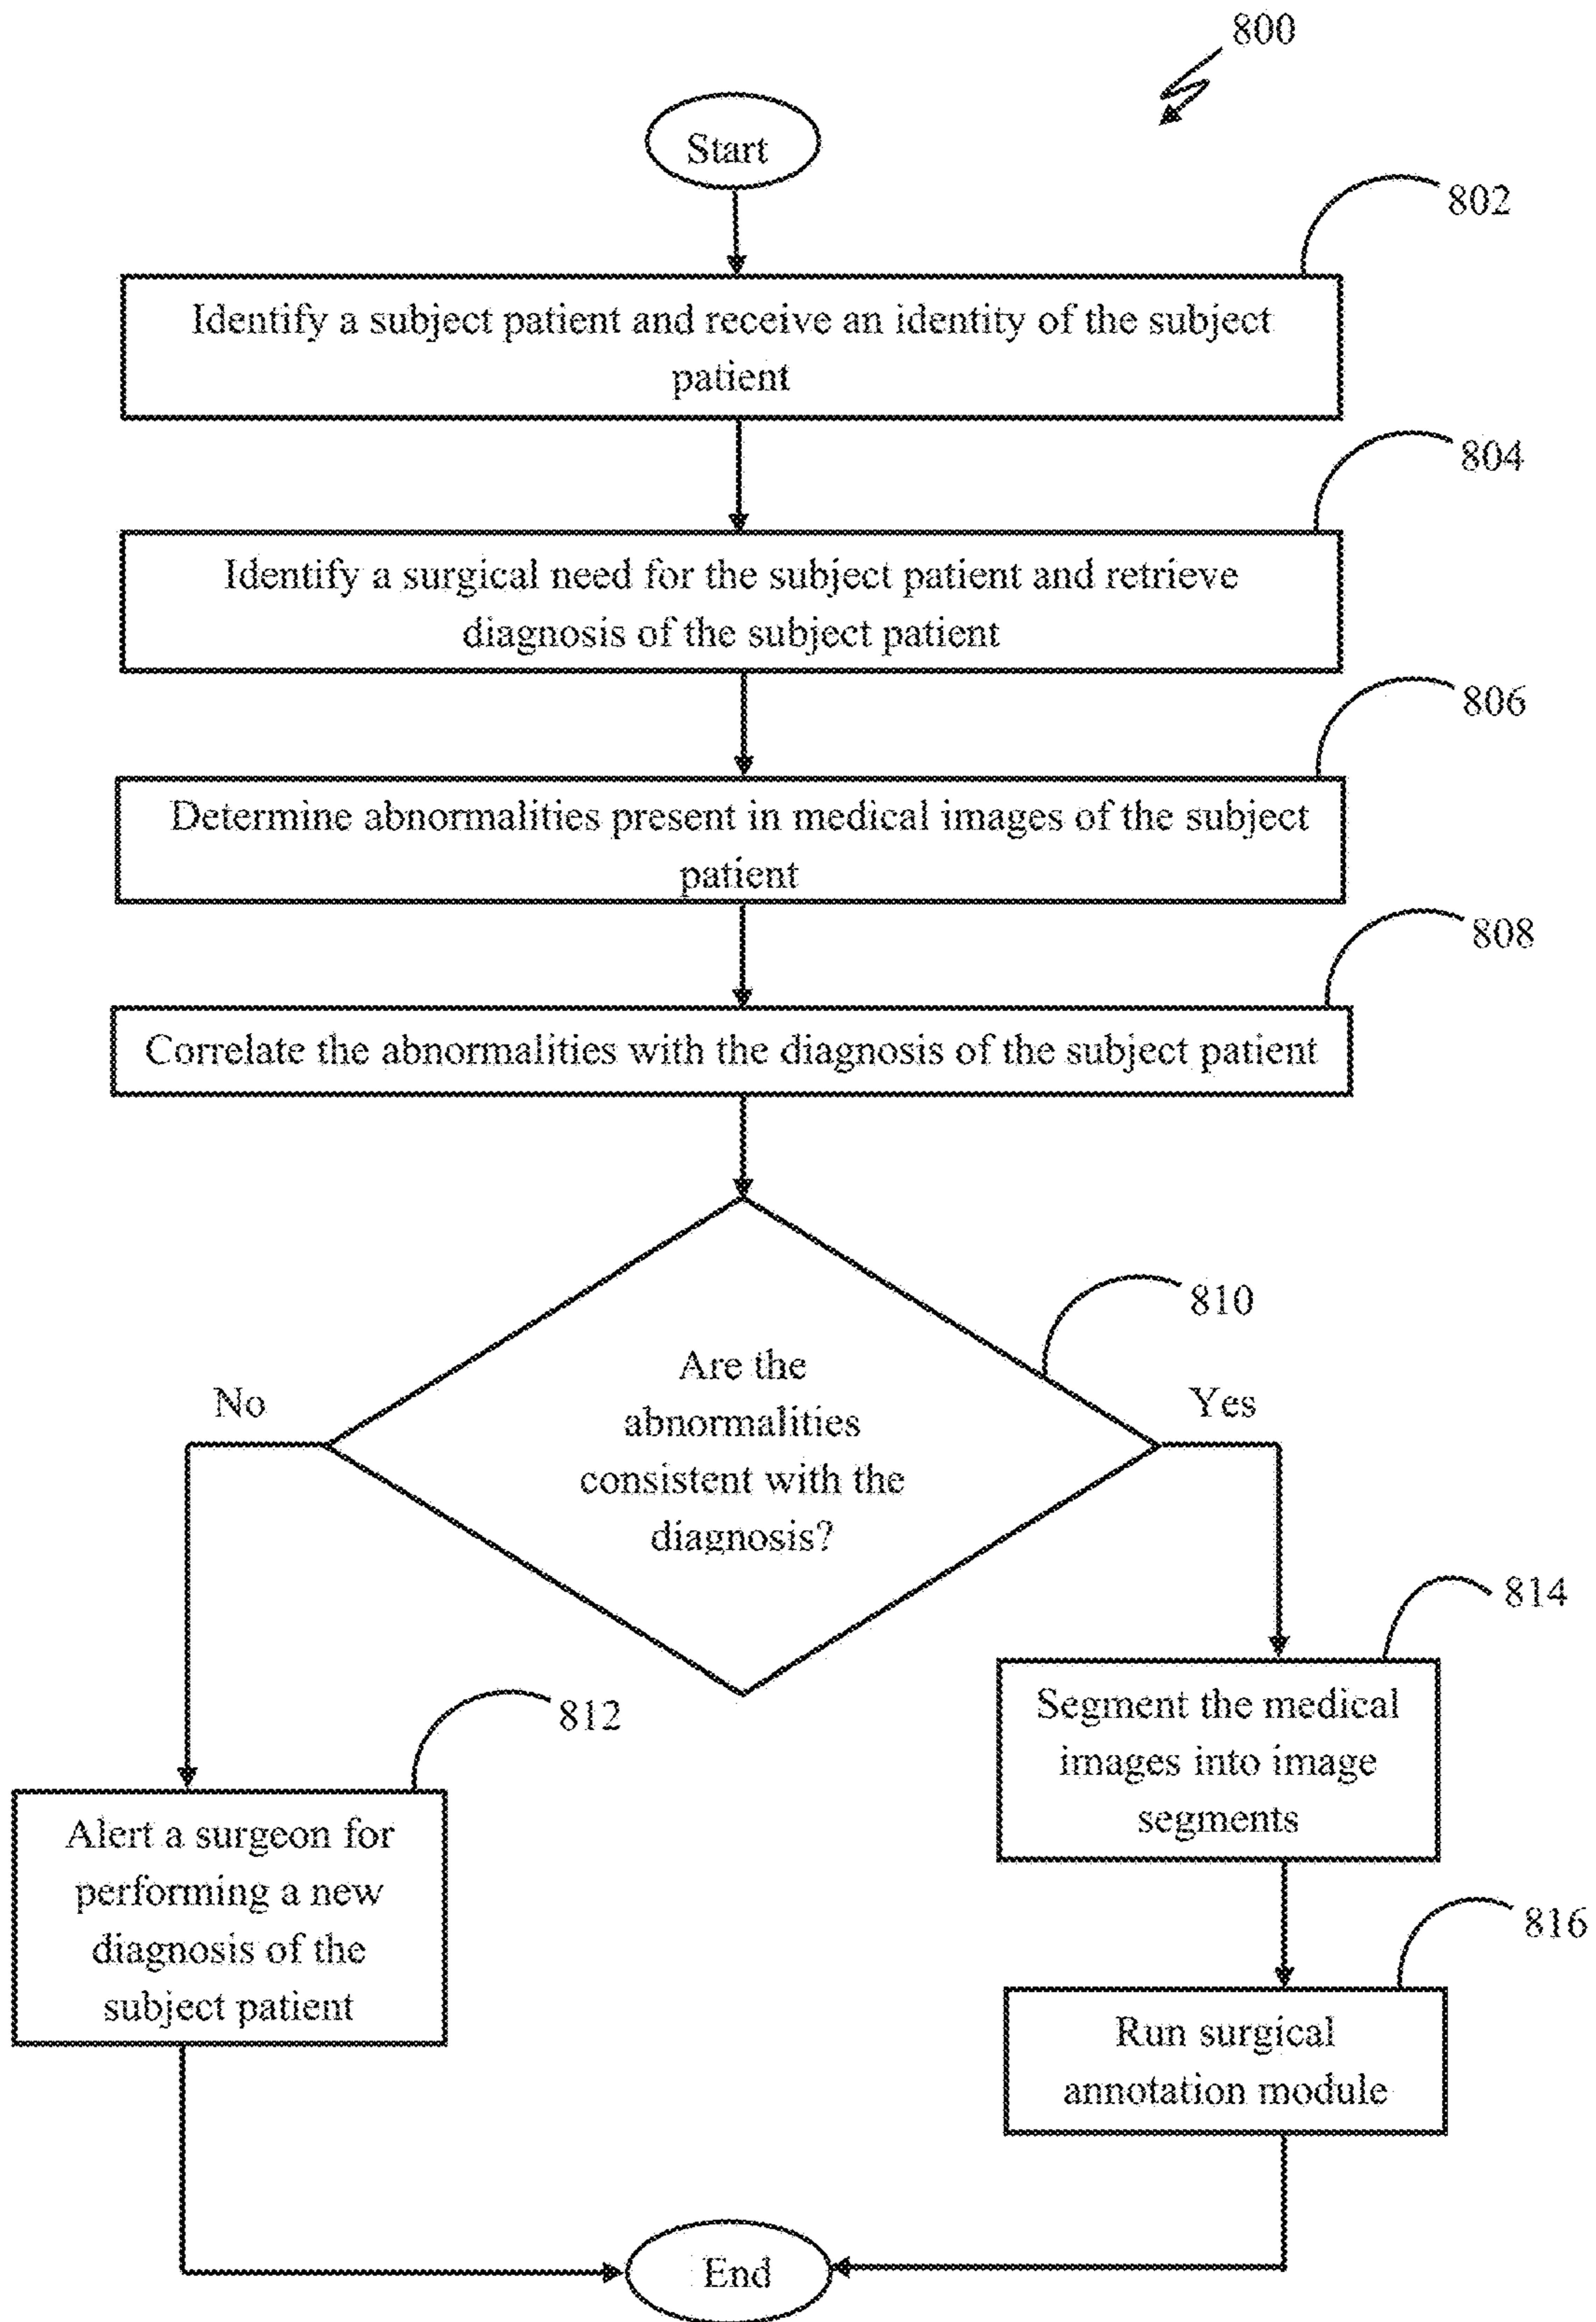 800
Start
802
Identify a subject patient and receive an identity of the subject
patient
804
Identify a surgical need for the subject patient and retrieve
diagnosis of the subject patient
806
Determine abnormalities present in medical images of the subject
patient
808
Correlate the abnormalities with the diagnosis of the subject patient
810
Are the
abnormalities
consistent with the
diagnosis?
No
Yes
812
Alert a surgeon for
performing a new
diagnosis of the
subject patient
814
Segment the medical
images into image
segments
816
Run surgical
annotation module
End